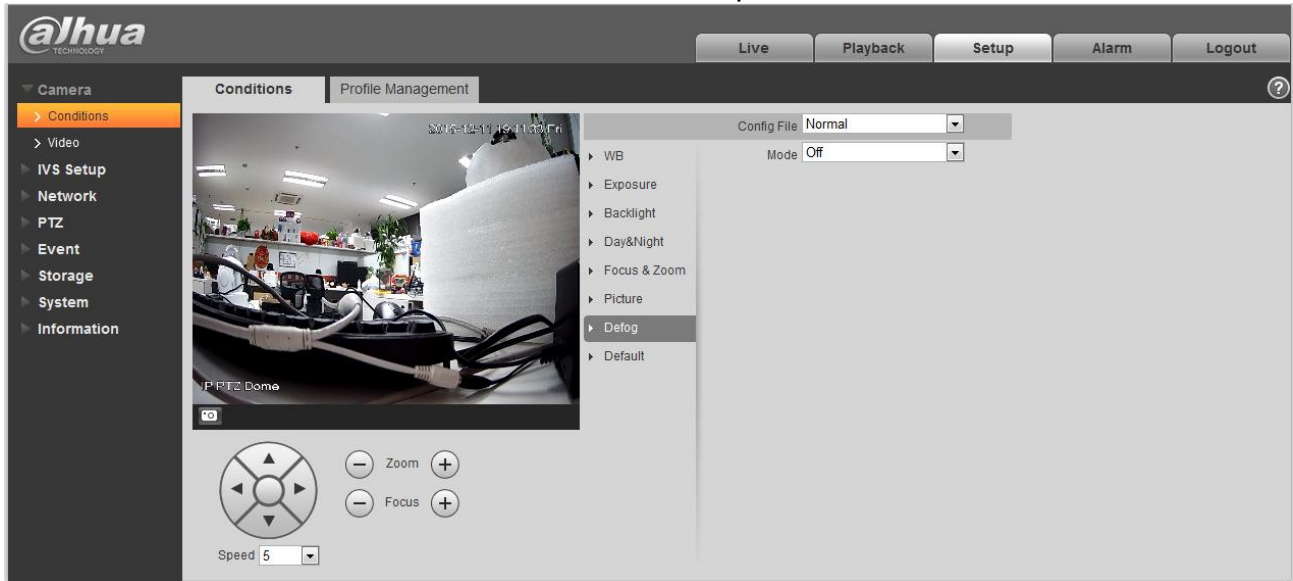 alhua
TECHNOLOGY
Live
Playback
Setup
Alarm
Logout
Camera
Conditions
Video
IVS Setup
Network
PTZ
Event
Storage
System
Information
Conditions
Profile Management
?
IP PTZ Dome
WB
Exposure
Backlight
Day&Night
Focus & Zoom
Picture
Defog
Default
Config File Normal
Mode Off
Zoom
Focus
Speed 5